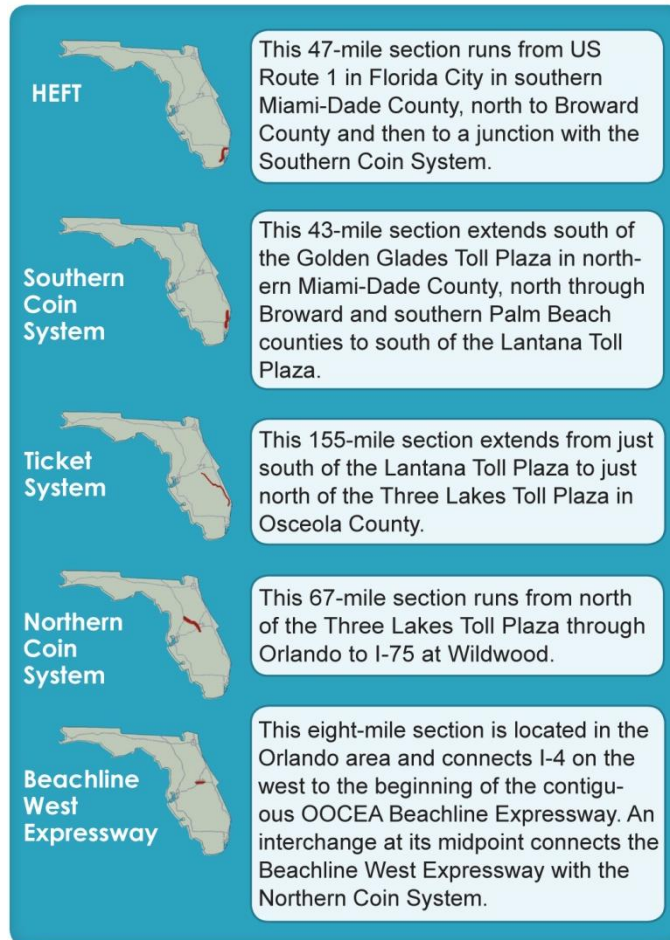 HEFT
This 47-mile section runs from US
Route 1 in Florida City in southern
Miami-Dade County, north to Broward
County and then to a junction with the
Southern Coin System.
Southern
Coin
System
This 43-mile section extends south of
the Golden Glades Toll Plaza in north-
ern Miami-Dade County, north through
Broward and southern Palm Beach
counties to south of the Lantana Toll
Plaza.
Ticket
System
This 155-mile section extends from just
south of the Lantana Toll Plaza to just
north of the Three Lakes Toll Plaza in
Osceola County.
Northern
Coin
System
This 67-mile section runs from north
of the Three Lakes Toll Plaza through
Orlando to I-75 at Wildwood.
Beachline
West
Expressway
This eight-mile section is located in the
Orlando area and connects I-4 on the
west to the beginning of the contigu-
ous OOCEA Beachline Expressway. An
interchange at its midpoint connects the
Beachline West Expressway with the
Northern Coin System.